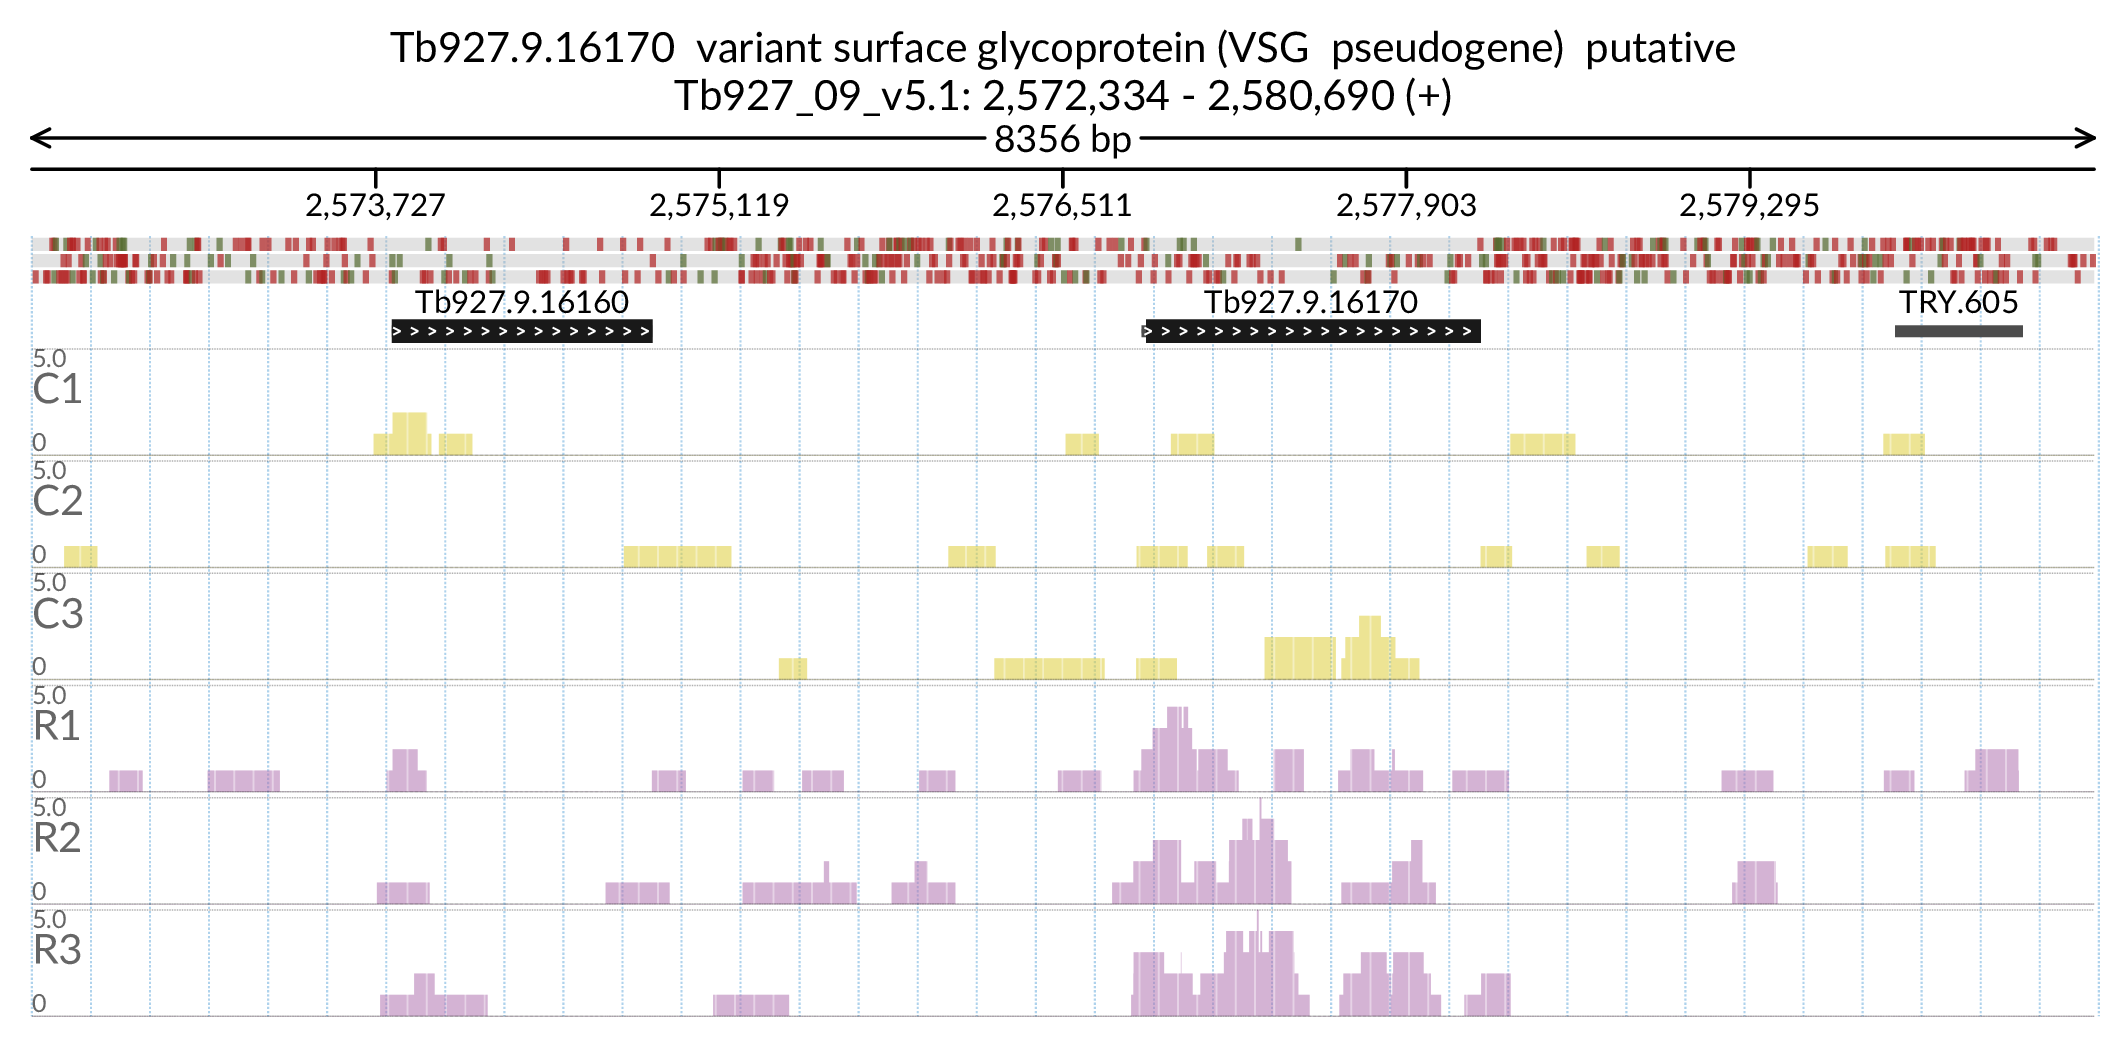 Tb927.9.16170 variant surface glycoprotein (VSG pseudogene) putative
Tb927_09_v5.1: 2,572,334 - 2,580,690 (+)
8356 bp
2,573,727 2,575,119 2,576,511 2,577,903 2,579,295
Tb927.9.16160 Tb927.9.16170 TRY.605
5.0
C1
0
5.0
C2
0
5.0
C3
0
5.0
R1
0
5.0
R2
0
5.0
R3
0